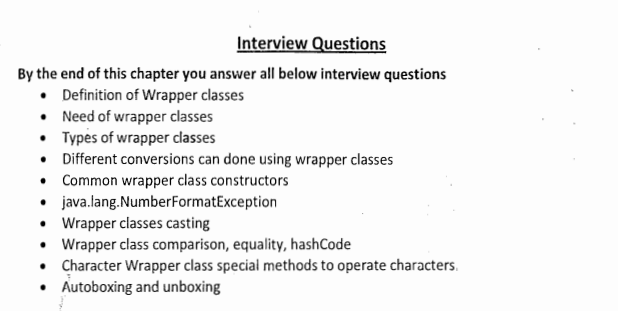 Interview Questions
By the end of this chapter you answer all below interview questions
• Definition of Wrapper classes
• Need of wrapper classes
• Types of wrapper classes
• Different conversions can done using wrapper classes
• Common wrapper class constructors
• java.lang.NumberFormatException
• Wrapper classes casting
• Wrapper class comparison, equality, hashCode
• Character Wrapper class special methods to operate characters.
• Autoboxing and unboxing